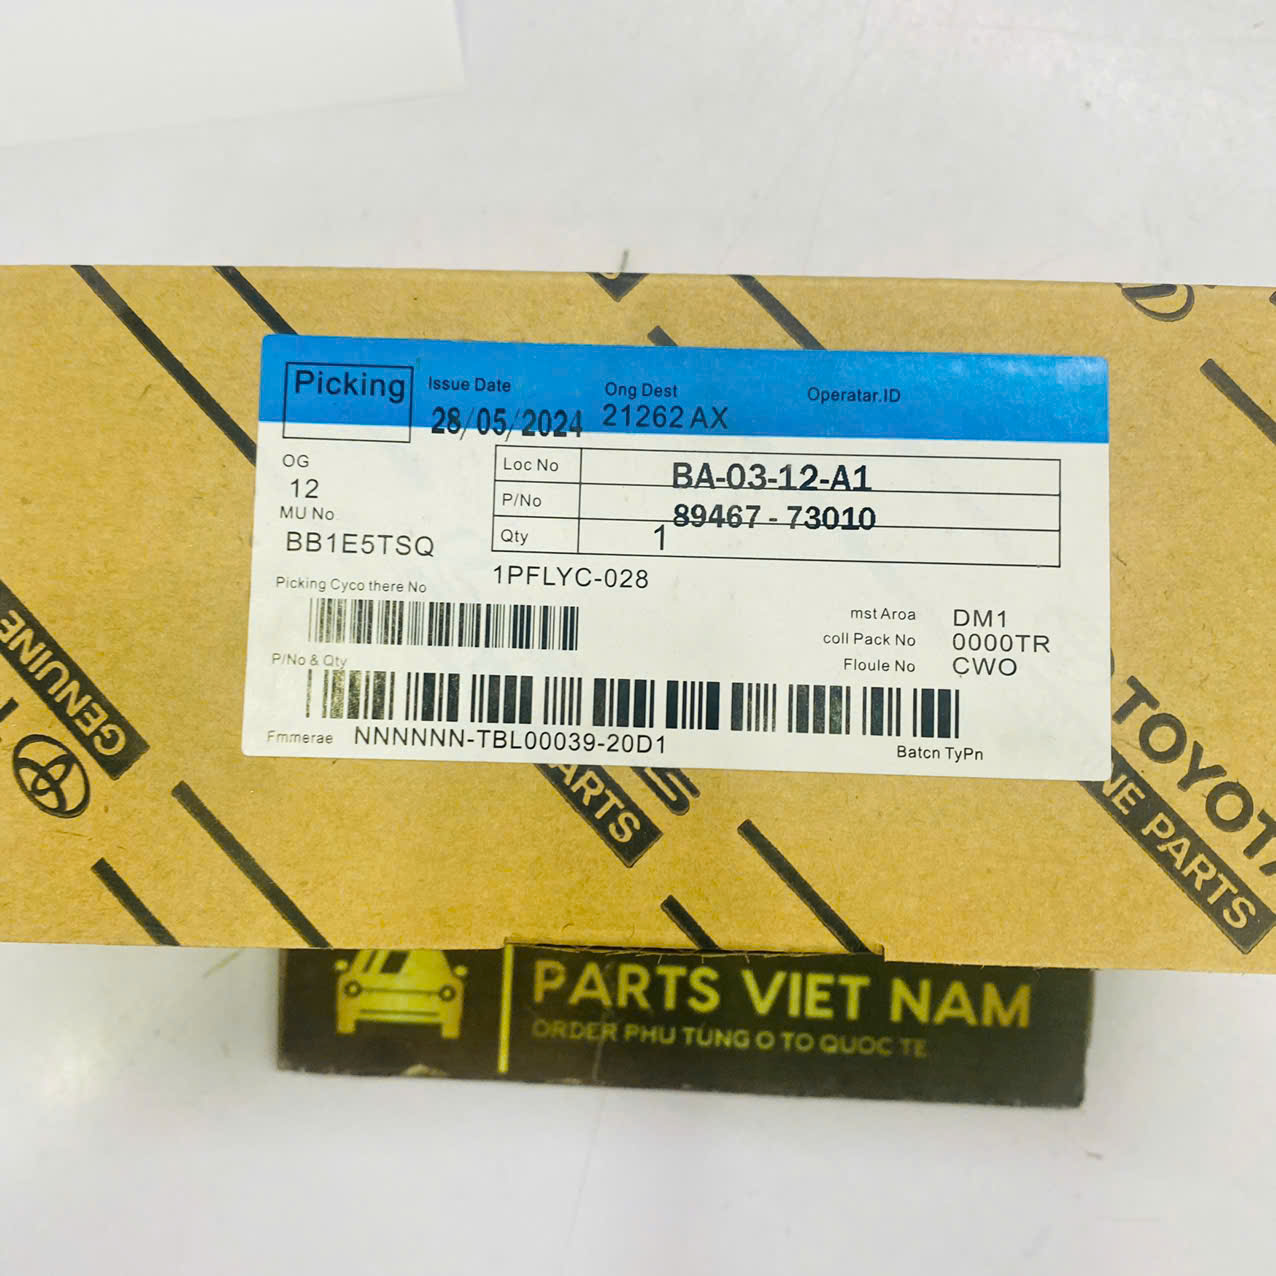 Picking
Issue Date
Ong Dest
Operatar.ID
28/05/2024
21262 AX
OG
12
MU No
BB1E5TSQ
Loc No
BA-03-12-A1
P/No
89467 - 73010
Qty
1
Picking Cyco there No
1PFLYC-028
mst Aroa
DM1
coll Pack No
0000TR
Floule No
CWO
P/No & Qty
Fmmerae
NNNNNN-TBL00039-20D1
Batcn TyPn
GENUINE
ARTS
TOYOTA
NE PARTS
PARTS VIET NAM
ORDER PHU TÙNG O TO QUOC TE